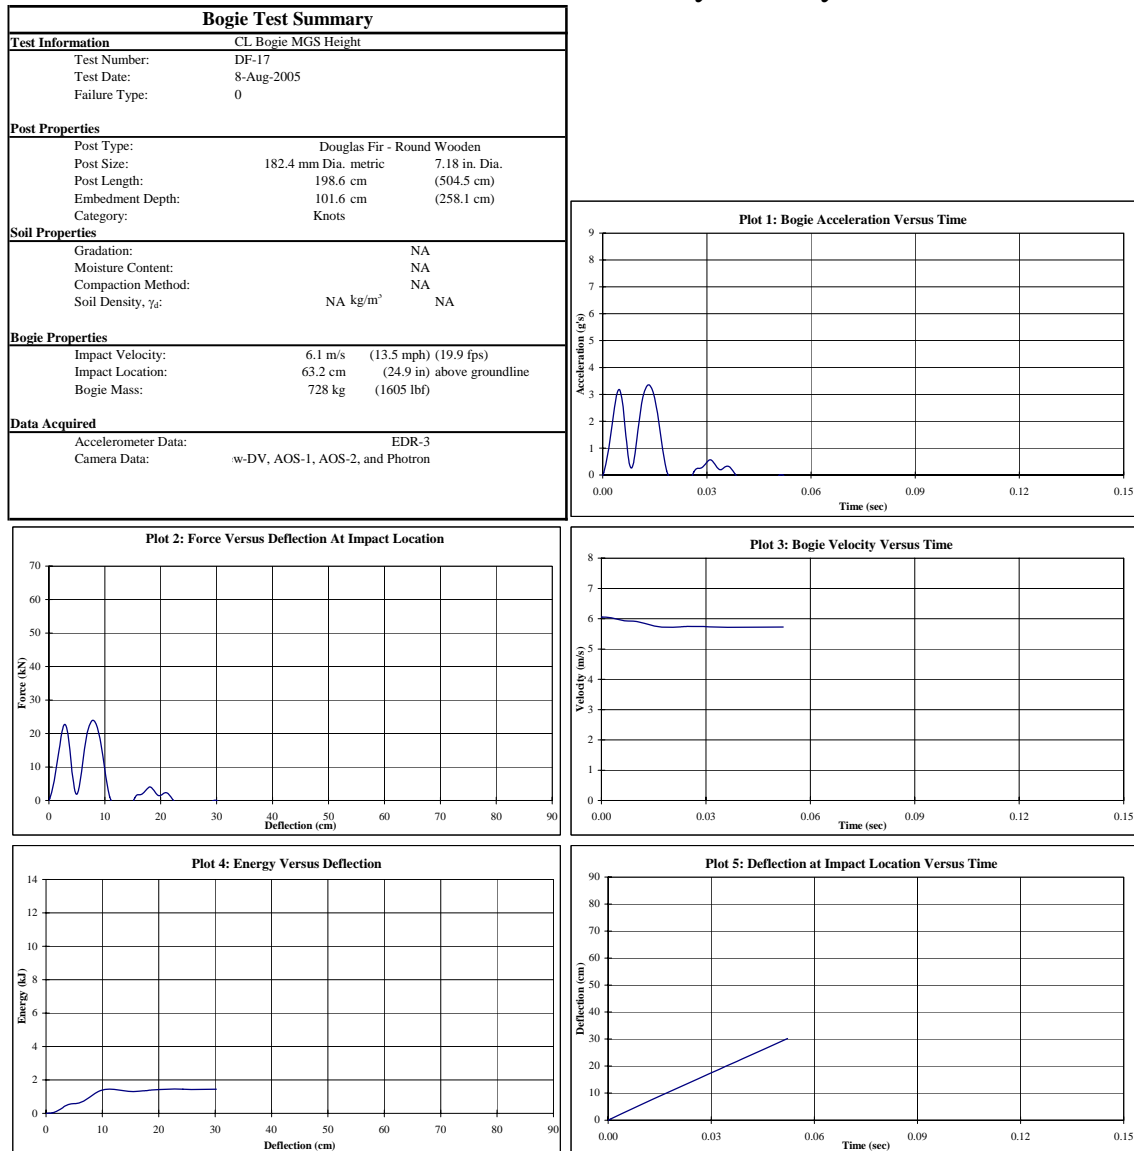 Bogie Test Summary
Test Information CL Bogie MGS Height
Test Number: DF-17
Test Date: 8-Aug-2005
Failure Type: 0
Post Properties
Post Type: Douglas Fir - Round Wooden
Post Size: 182.4 mm Dia. metric 7.18 in. Dia.
Post Length: 198.6 cm (504.5 cm)
Embedment Depth: 101.6 cm (258.1 cm)
Category: Knots
Soil Properties
Gradation: NA
Moisture Content: NA
Compaction Method: NA
Soil Density, γd: NA kg/m³ NA
Bogie Properties
Impact Velocity: 6.1 m/s (13.5 mph) (19.9 fps)
Impact Location: 63.2 cm (24.9 in) above groundline
Bogie Mass: 728 kg (1605 lbf)
Data Acquired
Accelerometer Data: EDR-3
Camera Data: w-DV, AOS-1, AOS-2, and Photron
Plot 1: Bogie Acceleration Versus Time
Acceleration (g's)
9
8
7
6
5
4
3
2
1
0
0.00 0.03 0.06 0.09 0.12 0.15
Time (sec)
Plot 2: Force Versus Deflection At Impact Location
Force (kN)
70
60
50
40
30
20
10
0
0 10 20 30 40 50 60 70 80 90
Deflection (cm)
Plot 3: Bogie Velocity Versus Time
Velocity (m/s)
8
7
6
5
4
3
2
1
0
0.00 0.03 0.06 0.09 0.12 0.15
Time (sec)
Plot 4: Energy Versus Deflection
Energy (kJ)
14
12
10
8
6
4
2
0
0 10 20 30 40 50 60 70 80 90
Deflection (cm)
Plot 5: Deflection at Impact Location Versus Time
Deflection (cm)
90
80
70
60
50
40
30
20
10
0
0.00 0.03 0.06 0.09 0.12 0.15
Time (sec)